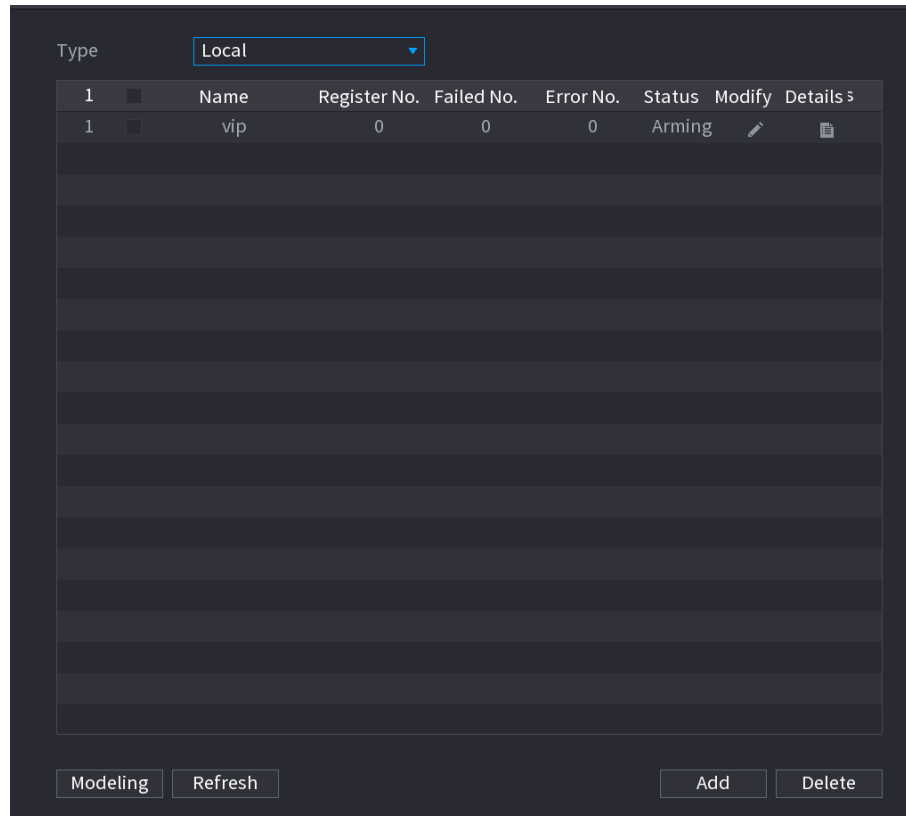 Type Local
1 Name Register No. Failed No. Error No. Status Modify Details s
1 vip 0 0 0 Arming
Modeling Refresh Add Delete